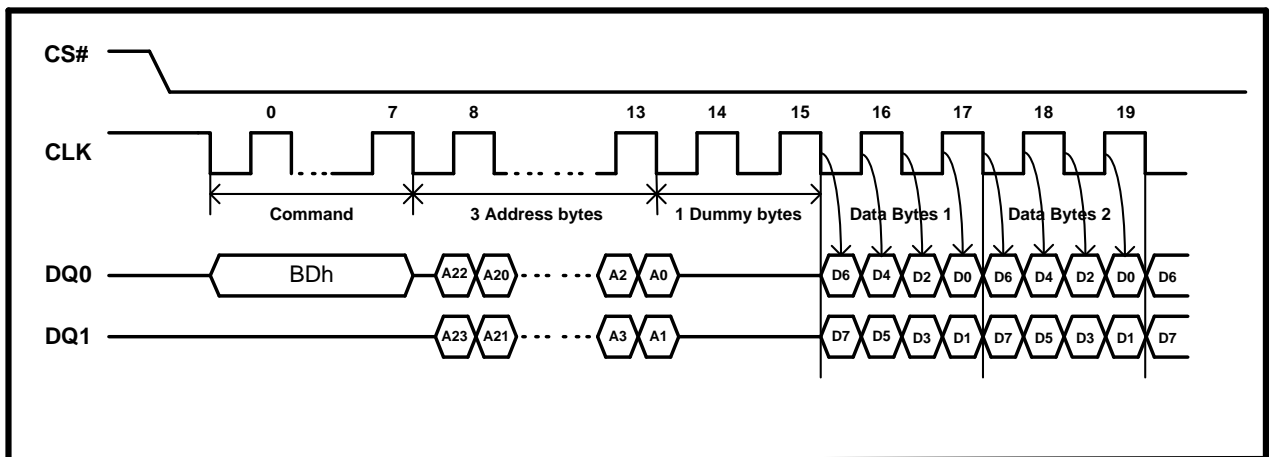 CS#
0 7 8 13 14 15 16 17 18 19
CLK
Command 3 Address bytes 1 Dummy bytes Data Bytes 1 Data Bytes 2
DQ0 BDh A22 A20 A2 A0 D6 D4 D2 D0 D6 D4 D2 D0 D6
DQ1 A23 A21 A3 A1 D7 D5 D3 D1 D7 D5 D3 D1 D7